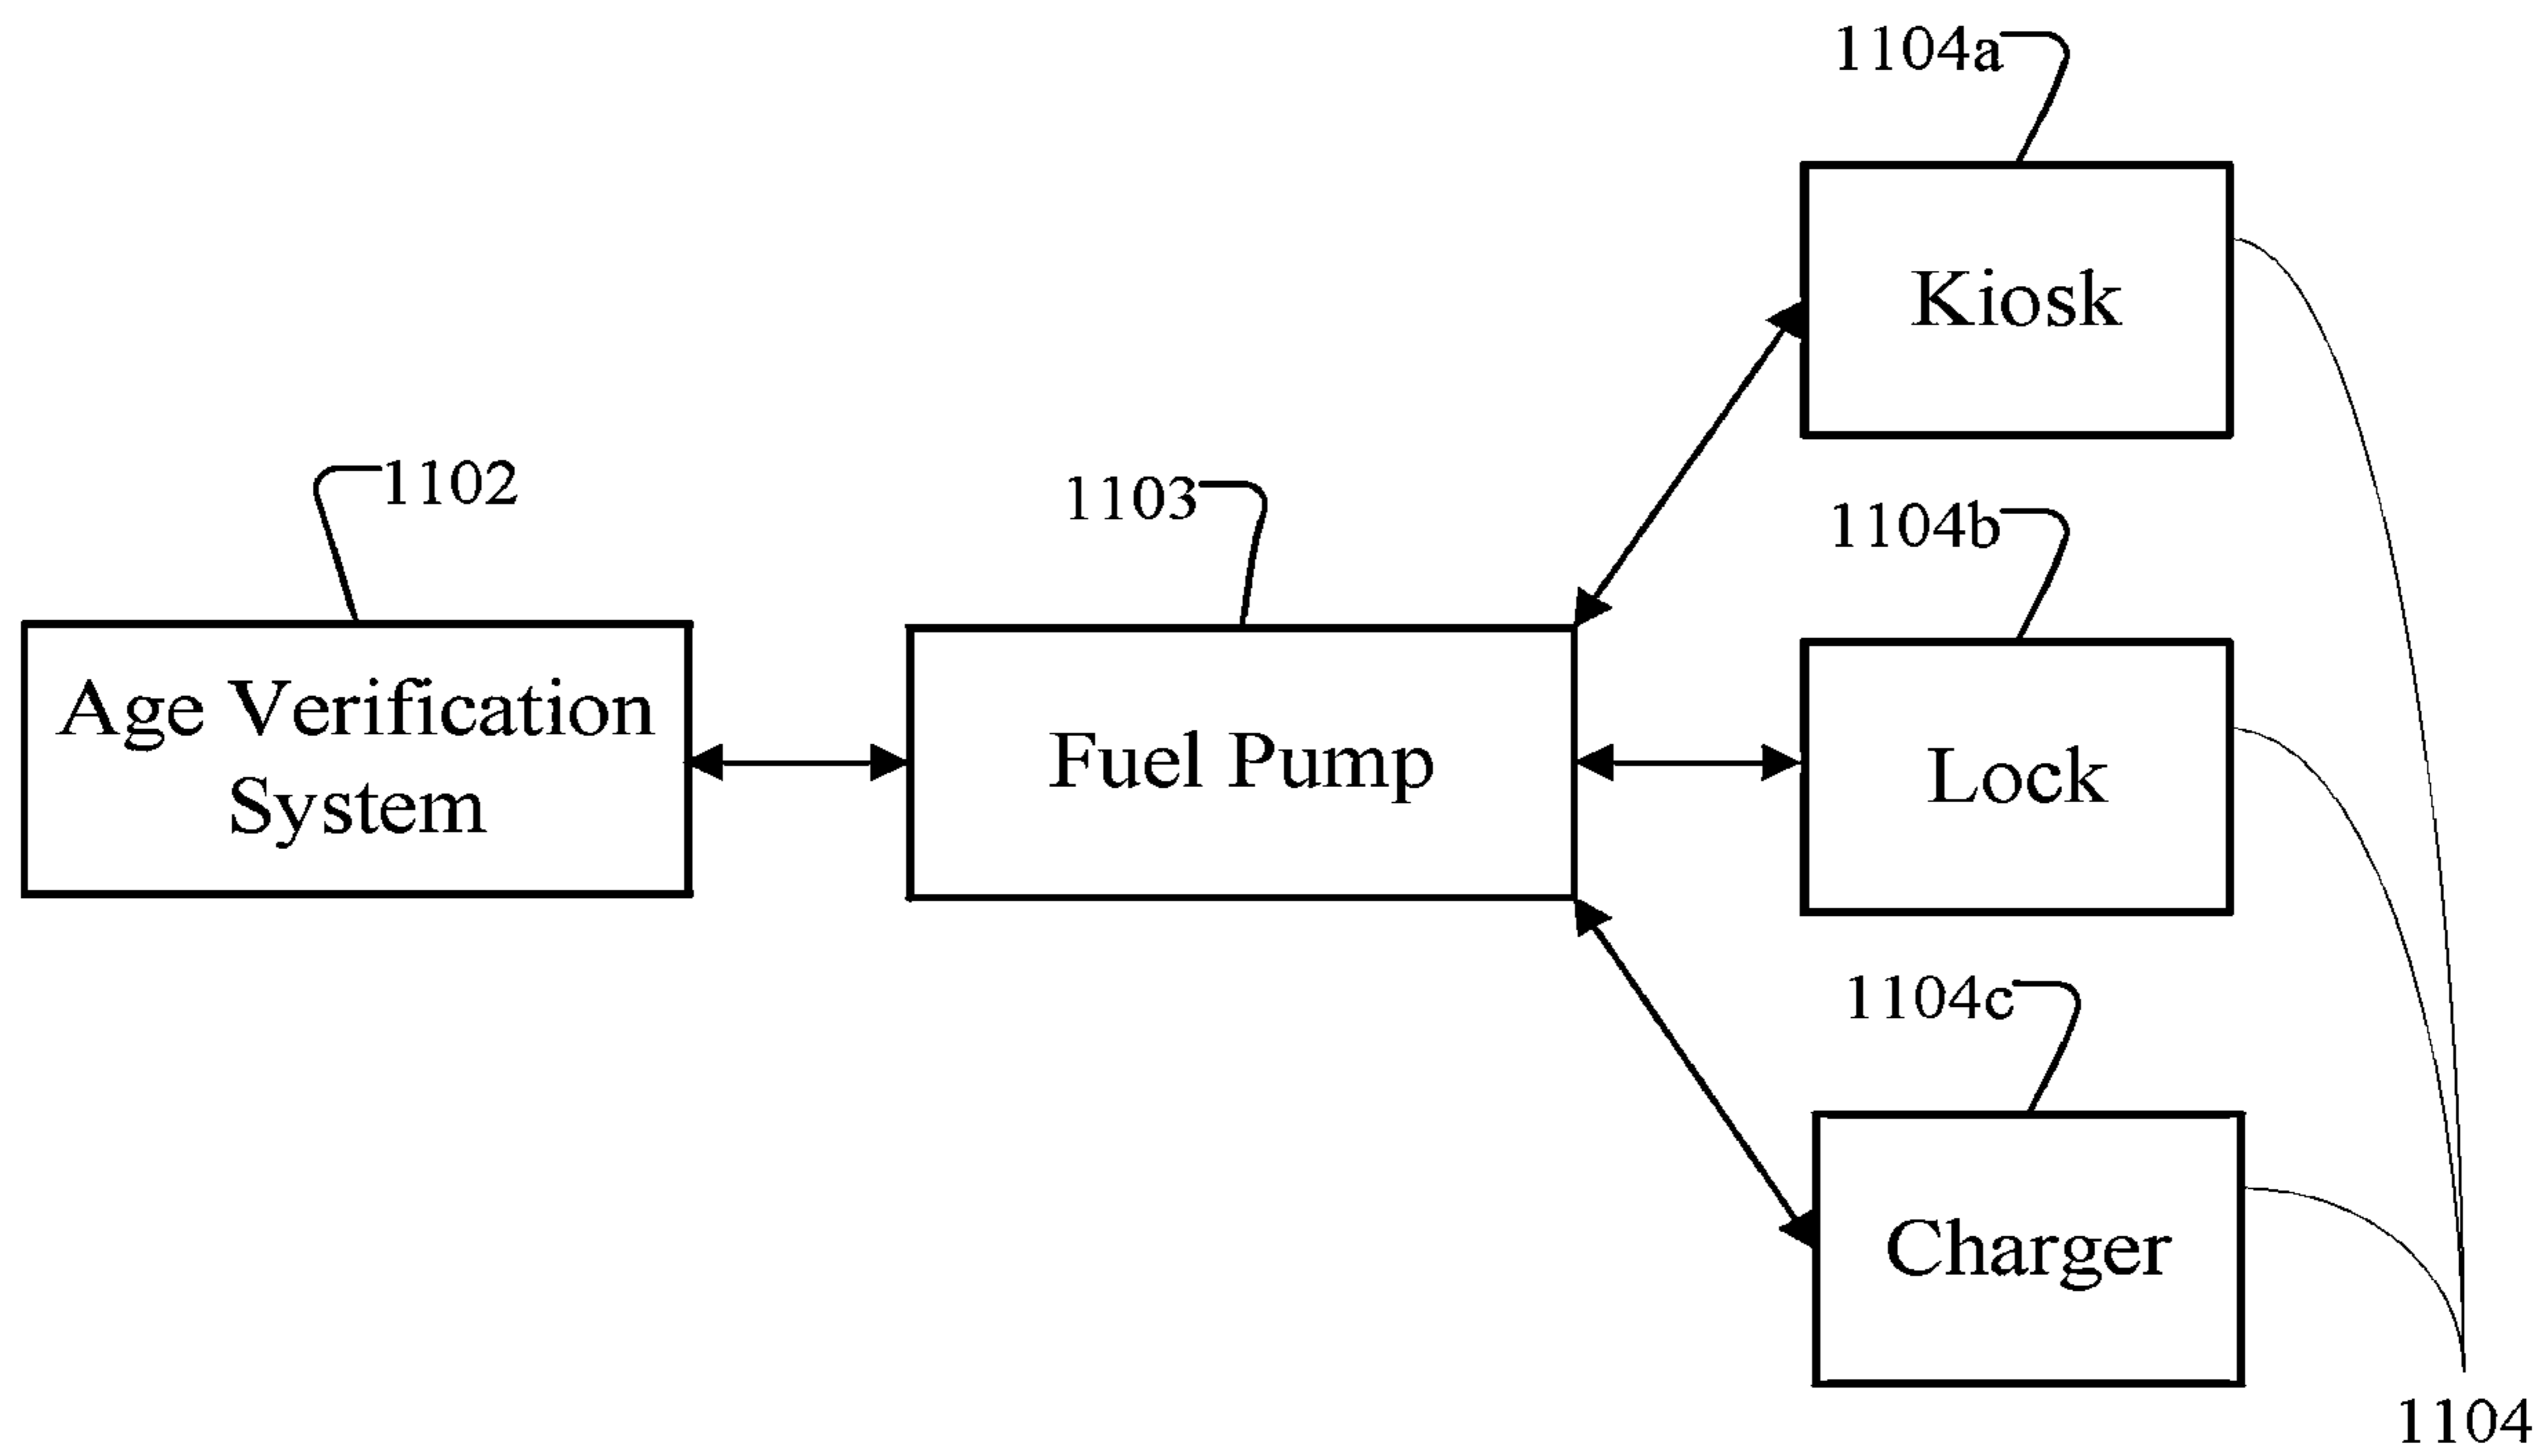 1104a
Kiosk
1102
1103
1104b
Age Verification
System
Fuel Pump
Lock
1104c
Charger
1104